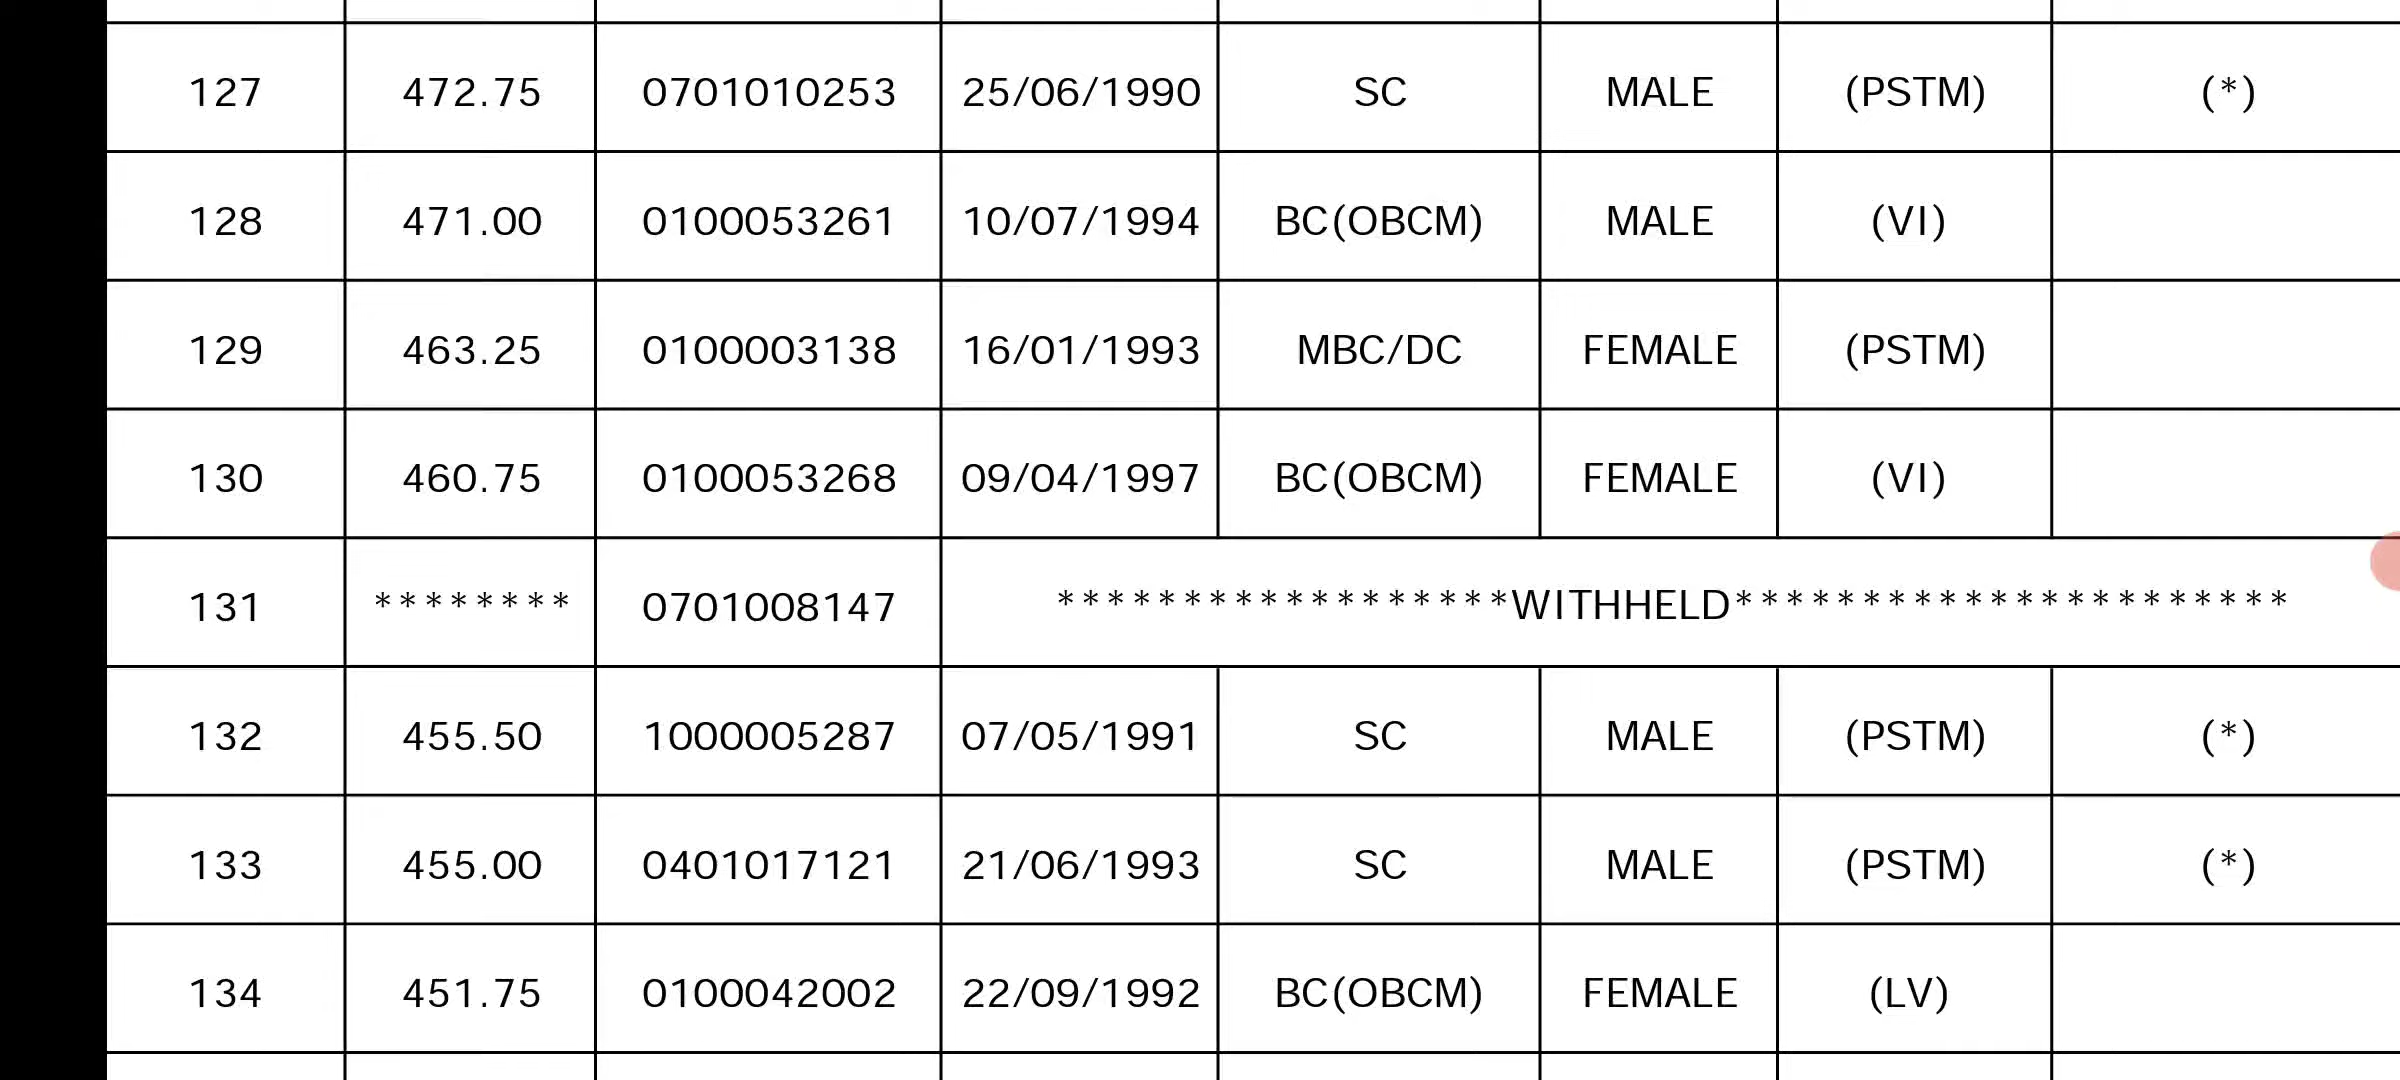 127 472.75 0701010253 25/06/1990 SC MALE (PSTM) (*)
128 471.00 0100053261 10/07/1994 BC(OBCM) MALE (VI)
129 463.25 0100003138 16/01/1993 MBC/DC FEMALE (PSTM)
130 460.75 0100053268 09/04/1997 BC(OBCM) FEMALE (VI)
131 ******** 0701008147 ******************WITHHELD**********************
132 455.50 1000005287 07/05/1991 SC MALE (PSTM) (*)
133 455.00 0401017121 21/06/1993 SC MALE (PSTM) (*)
134 451.75 0100042002 22/09/1992 BC(OBCM) FEMALE (LV)